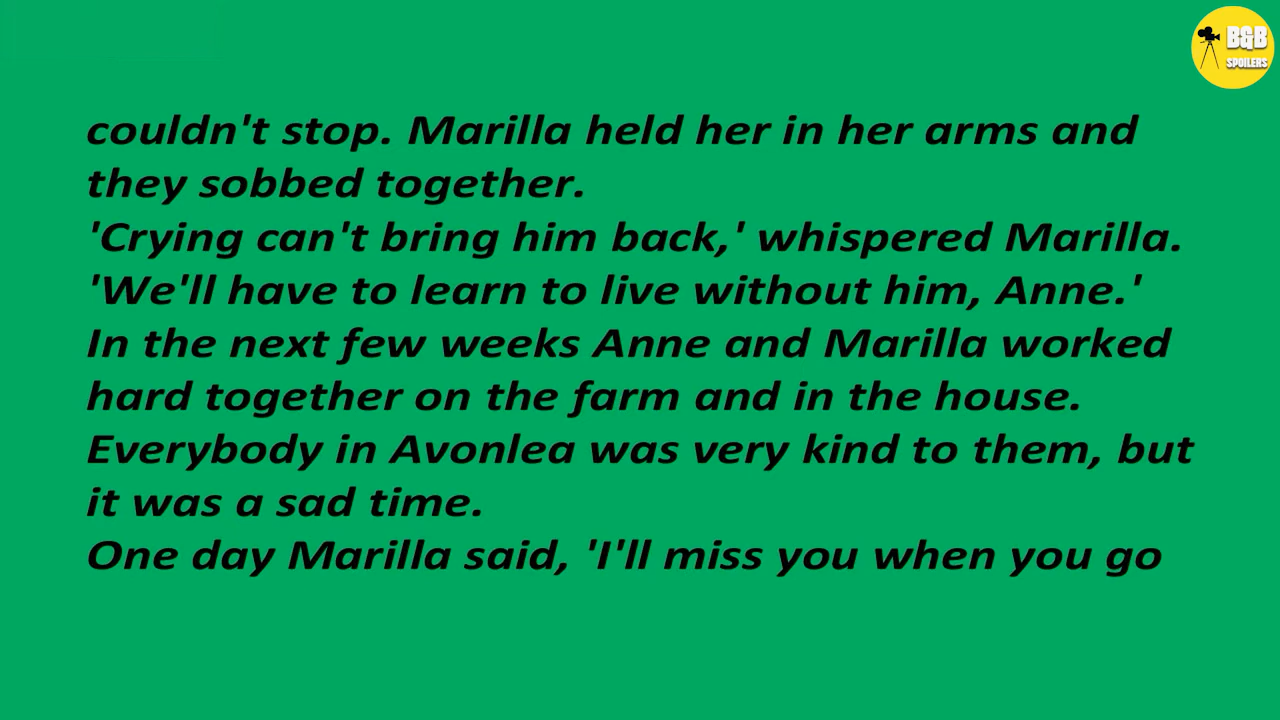 B&B
SPOILERS
couldn't stop. Marilla held her in her arms and
they sobbed together.
'Crying can't bring him back,' whispered Marilla.
'We'll have to learn to live without him, Anne.'
In the next few weeks Anne and Marilla worked
hard together on the farm and in the house.
Everybody in Avonlea was very kind to them, but
it was a sad time.
One day Marilla said, 'I'll miss you when you go